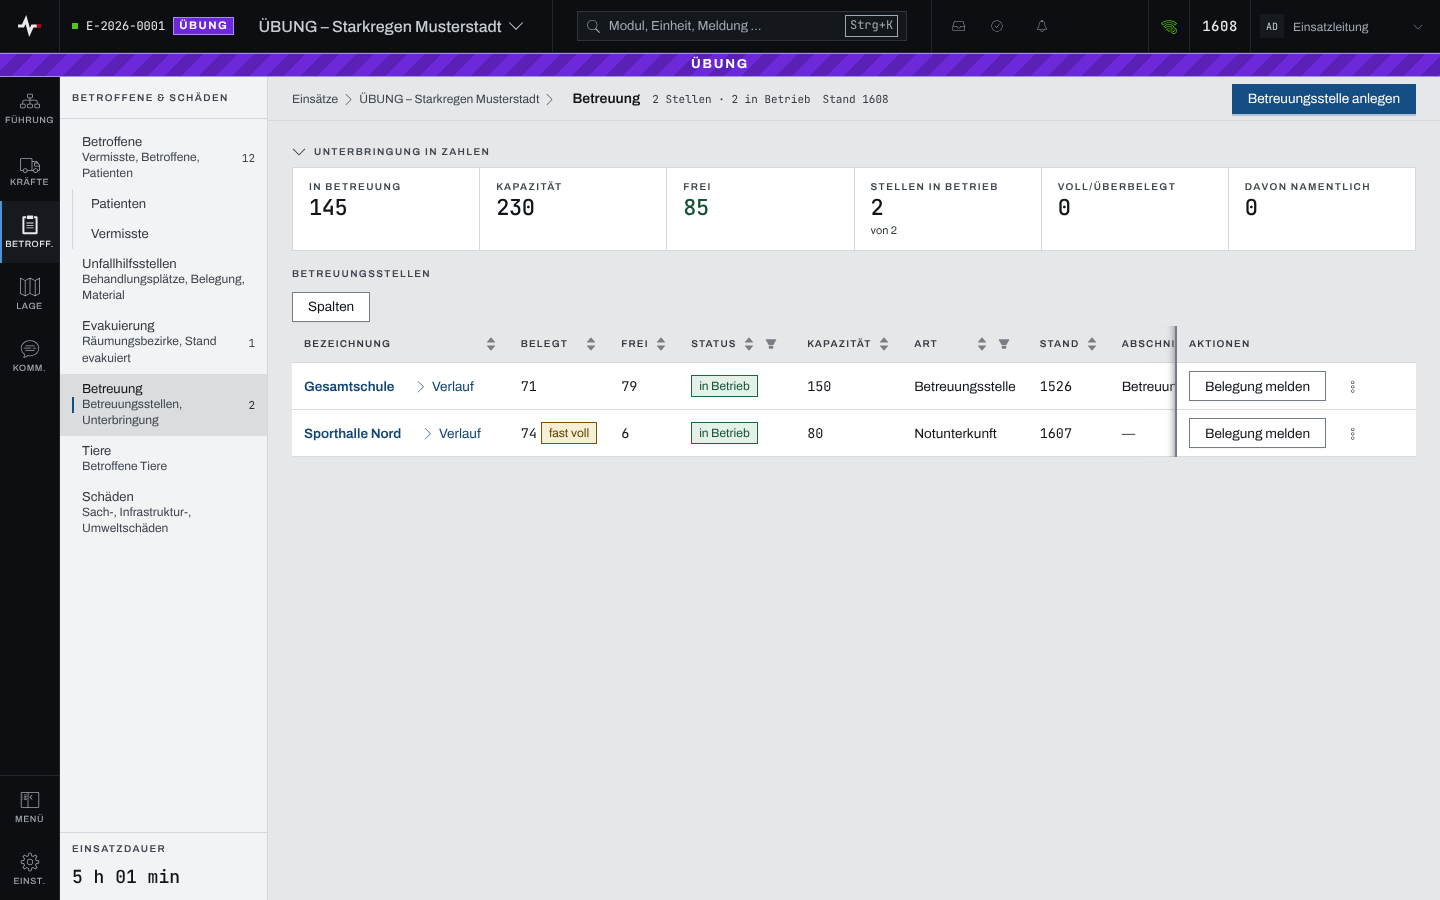 E-2026-0001 ÜBUNG ÜBUNG – Starkregen Musterstadt Modul, Einheit, Meldung ... Strg+K 1608 AD Einsatzleitung
ÜBUNG
FÜHRUNG
KRÄFTE
BETROFF.
LAGE
KOMM.
MENÜ
EINST.
BETROFFENE & SCHÄDEN
Betroffene
Vermisste, Betroffene, 12
Patienten
Patienten
Vermisste
Unfallhilfsstellen
Behandlungsplätze, Belegung,
Material
Evakuierung
Räumungsbezirke, Stand 1
evakuiert
Betreuung
Betreuungsstellen, 2
Unterbringung
Tiere
Betroffene Tiere
Schäden
Sach-, Infrastruktur-,
Umweltschäden
EINSATZDAUER
5 h 01 min
Einsätze ÜBUNG – Starkregen Musterstadt Betreuung 2 Stellen · 2 in Betrieb Stand 1608 Betreuungsstelle anlegen
UNTERBRINGUNG IN ZAHLEN
IN BETREUUNG KAPAZITÄT FREI STELLEN IN BETRIEB VOLL/ÜBERBELEGT DAVON NAMENTLICH
145 230 85 2 0 0
von 2
BETREUUNGSSTELLEN
Spalten
BEZEICHNUNG BELEGT FREI STATUS KAPAZITÄT ART STAND ABSCHNI AKTIONEN
Gesamtschule Verlauf 71 79 in Betrieb 150 Betreuungsstelle 1526 Betreuun Belegung melden
Sporthalle Nord Verlauf 74 fast voll 6 in Betrieb 80 Notunterkunft 1607 — Belegung melden